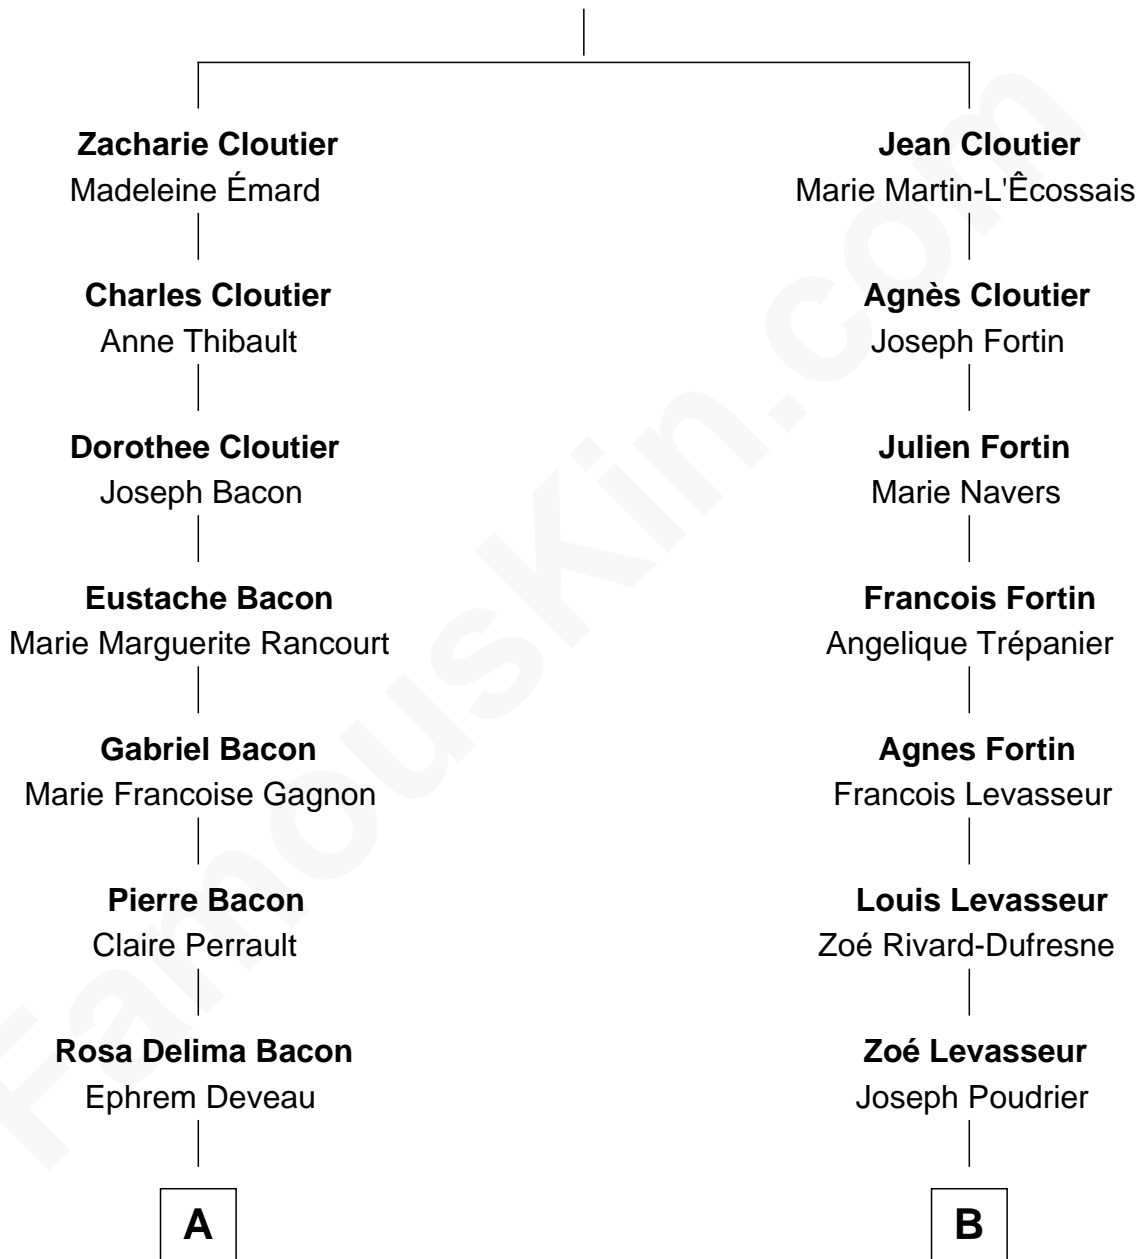 Zacharie Cloutier
Madeleine Émard
Charles Cloutier
Anne Thibault
Dorothee Cloutier
Joseph Bacon
Eustache Bacon
Marie Marguerite Rancourt
Gabriel Bacon
Marie Francoise Gagnon
Pierre Bacon
Claire Perrault
Rosa Delima Bacon
Ephrem Deveau
A
Jean Cloutier
Marie Martin-L'Êcossais
Agnès Cloutier
Joseph Fortin
Julien Fortin
Marie Navers
Francois Fortin
Angelique Trépanier
Agnes Fortin
Francois Levasseur
Louis Levasseur
Zoé Rivard-Dufresne
Zoé Levasseur
Joseph Poudrier
B
FamousKin.com